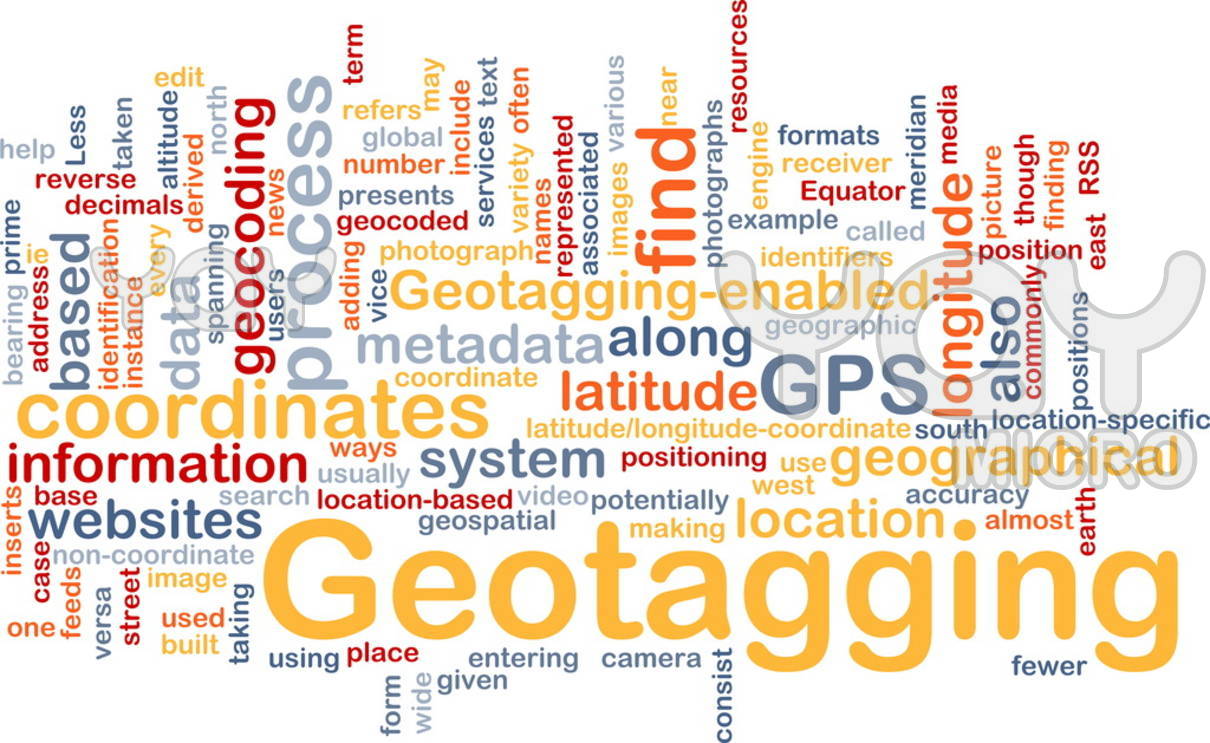 resources
term
edit
may
refers
global
number
include
text
services
often
variety
various
near
help
Less
taken
altitude
north
reverse
decimals
derived
geocoding
news
process
presents
geocoded
names
represented
associated
images
find
photographs
engine
formats
receiver
Equator
meridian
media
example
called
picture
though
finding
RSS
east
position
prime
bearing
ie
addresse
based
identification
instance
every
data
spanning
users
adding
vice
photograph
identifiers
Geotagging-enabled
longitude
also
commonly
positions
metadata
along
geographic
coordinate
latitude
GPS
coordinates
latitude/longitude-coordinate
south
location-specific
information
ways
usually
system
positioning
use
west
geographical
inserts
base
search
location-based
video
potentially
accuracy
websites
geospatial
making
location
almost
earth
case
non-coordinate
Geotagging
feeds
versa
street
image
one
used
built
taking
using
place
entering
camera
consist
fewer
form
wide
given
YAY
YAY
MICRO